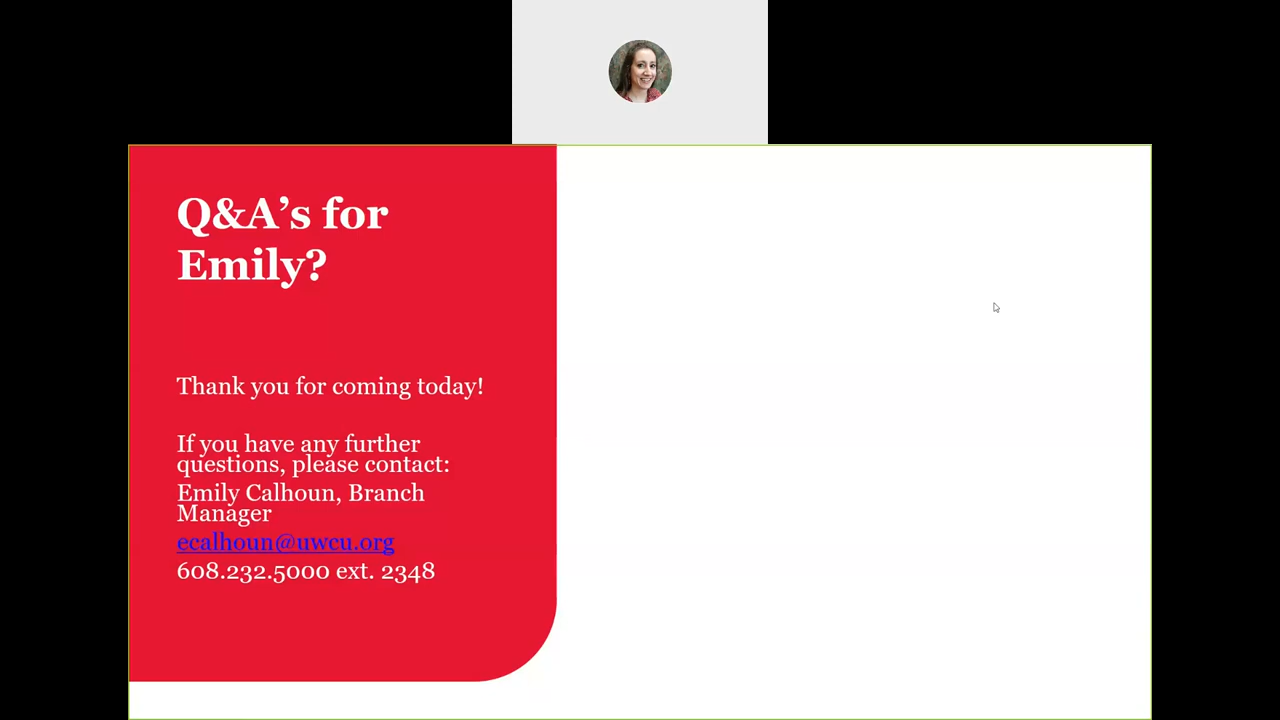 Q&A’s for
Emily?
Thank you for coming today!
If you have any further
questions, please contact:
Emily Calhoun, Branch
Manager
ecalhoun@uwcu.org
608.232.5000 ext. 2348